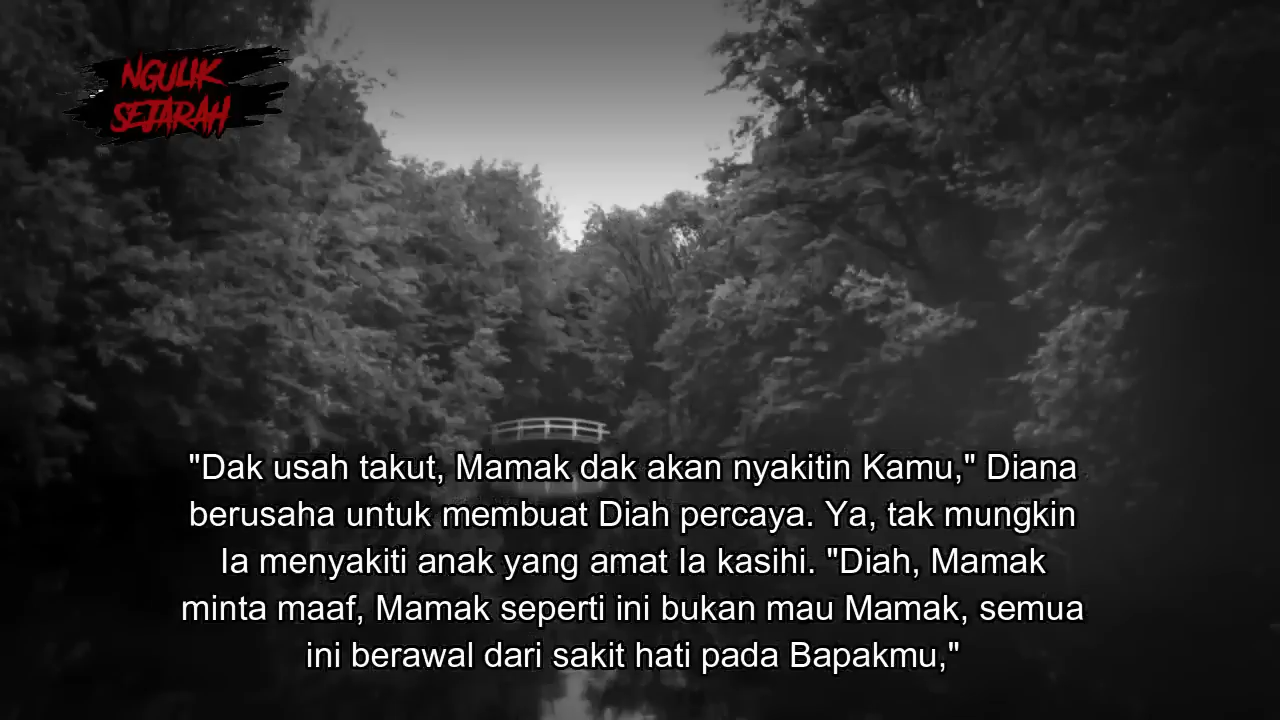 NGULIK
SEJARAH
"Dak usah takut, Mamak dak akan nyakitin Kamu," Diana
berusaha untuk membuat Diah percaya. Ya, tak mungkin
Ia menyakiti anak yang amat Ia kasihi. "Diah, Mamak
minta maaf, Mamak seperti ini bukan mau Mamak, semua
ini berawal dari sakit hati pada Bapakmu,"